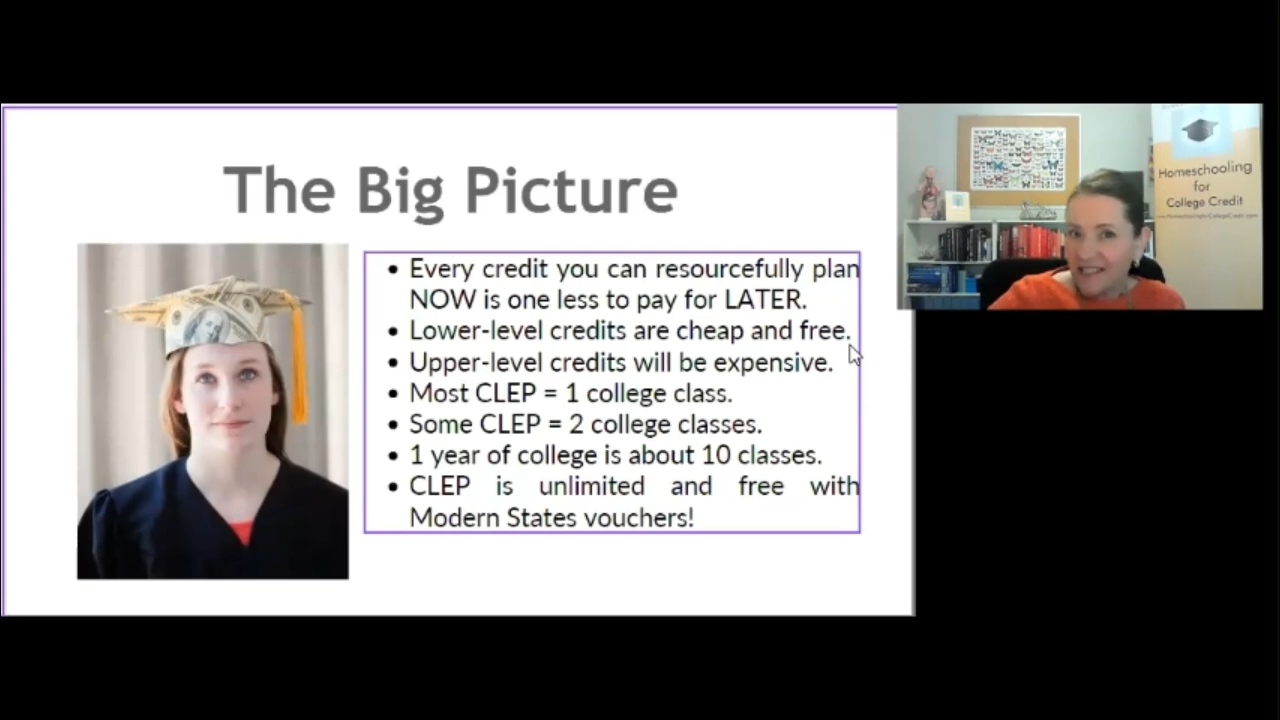 The Big Picture
• Every credit you can resourcefully plan
NOW is one less to pay for LATER.
• Lower-level credits are cheap and free.
• Upper-level credits will be expensive.
• Most CLEP = 1 college class.
• Some CLEP = 2 college classes.
• 1 year of college is about 10 classes.
• CLEP is unlimited and free with
Modern States vouchers!
Homeschooling
for
College Credit